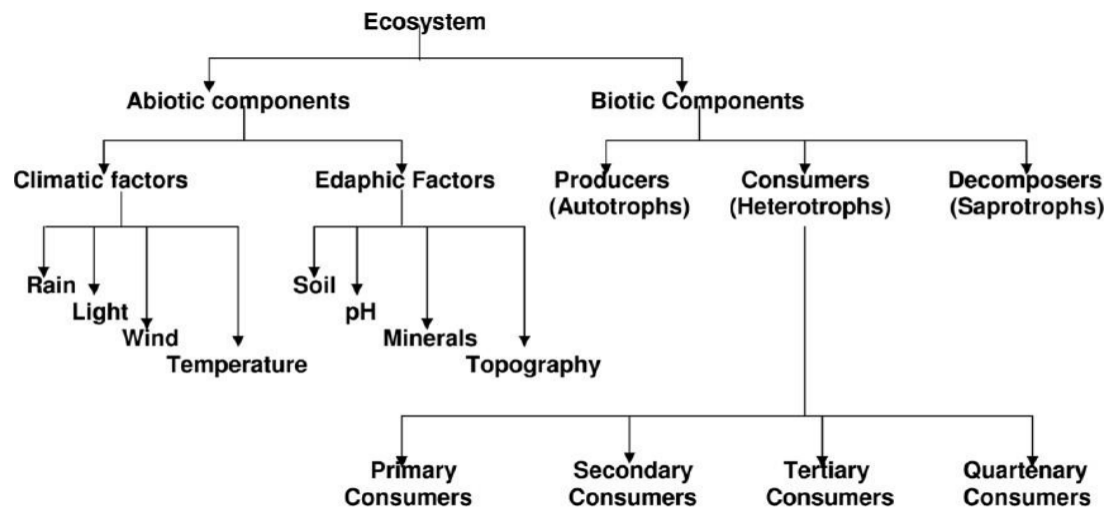 Ecosystem
Abiotic components
Biotic Components
Climatic factors
Edaphic Factors
Producers
(Autotrophs)
Consumers
(Heterotrophs)
Decomposers
(Saprotrophs)
Rain
Light
Wind
Temperature
Soil
pH
Minerals
Topography
Primary
Consumers
Secondary
Consumers
Tertiary
Consumers
Quartenary
Consumers